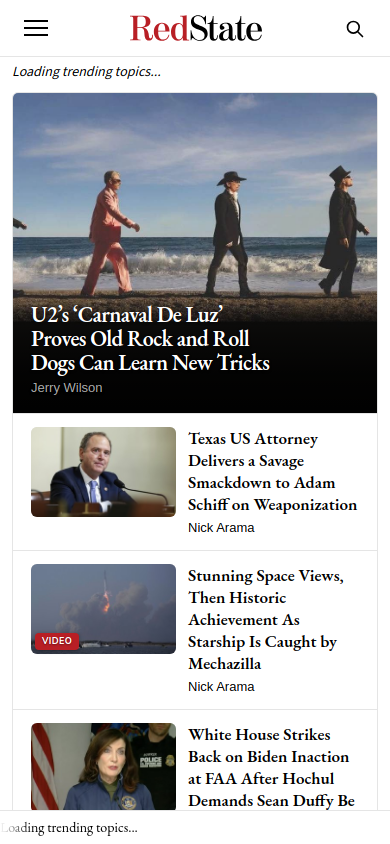 RedState
Loading trending topics...
U2's ‘Carnaval De Luz’
Proves Old Rock and Roll
Dogs Can Learn New Tricks
Jerry Wilson
Texas US Attorney
Delivers a Savage
Smackdown to Adam
Schiff on Weaponization
Nick Arama
Stunning Space Views,
Then Historic
Achievement As
Starship Is Caught by
Mechazilla
VIDEO
Nick Arama
White House Strikes
Back on Biden Inaction
at FAA After Hochul
Demands Sean Duffy Be
POLICE
Loading trending topics...